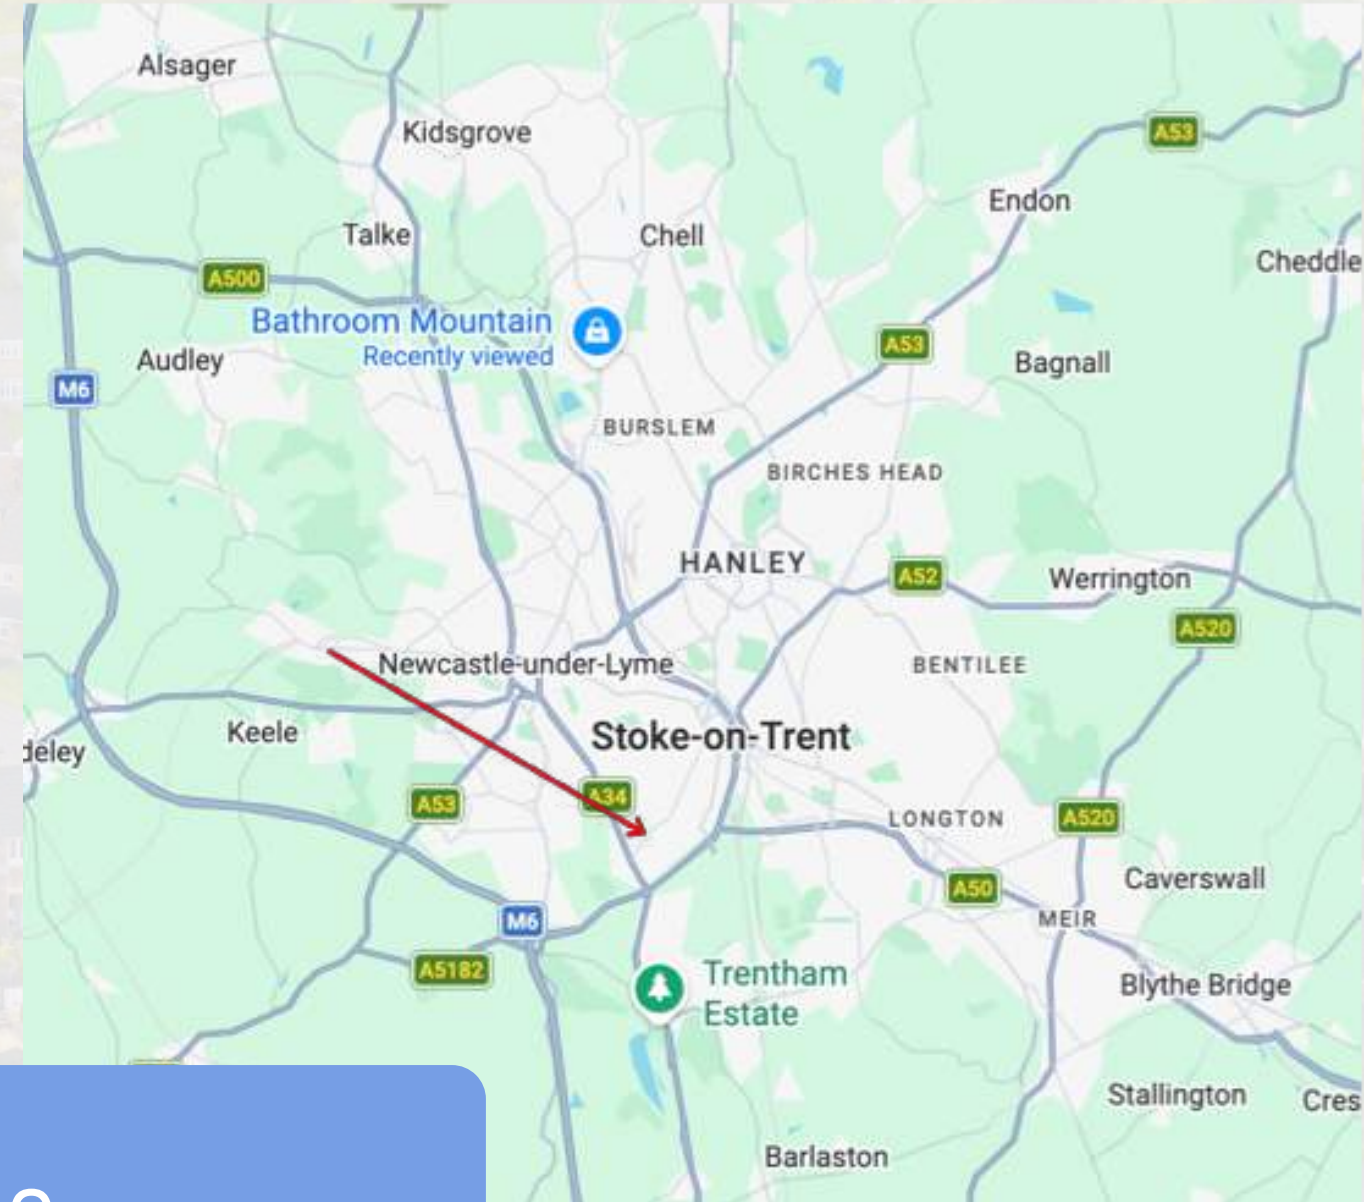 Alsager
Kidsgrove
A53
Endon
Talke
Chell
Cheddle
A500
Bathroom Mountain
Recently viewed
A53
Audley
Bagnall
M6
BURSLEM
BIRCHES HEAD
HANLEY
A52
Werrington
A520
Newcastle-under-Lyme
BENTILEE
Keele
Stoke-on-Trent
deley
A53
A34
LONGTON
A520
A50
Caverswall
M6
MEIR
A5182
Trentham
Estate
Blythe Bridge
Stallington
Cres
Barlaston